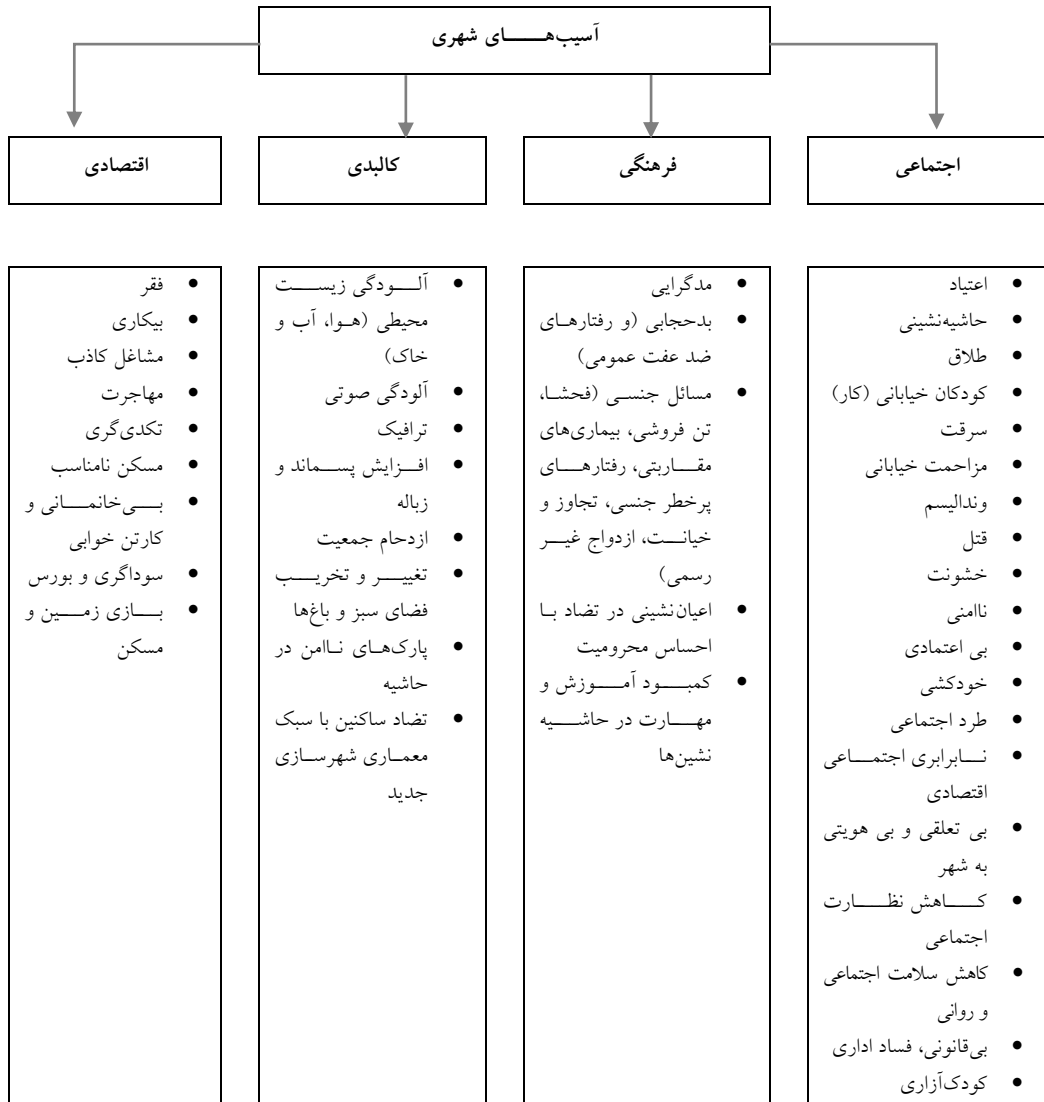 آسیب‌های شهری
اجتماعی
فرهنگی
کالبدی
اقتصادی
• اعتیاد
• حاشیه‌نشینی
• طلاق
• کودکان خیابانی (کار)
• سرقت
• مزاحمت خیابانی
• وندالیسم
• قتل
• خشونت
• ناامنی
• بی اعتمادی
• خودکشی
• طرد اجتماعی
• نابرابری اجتماعی
اقتصادی
• بی تعلقی و بی هویتی
به شهر
• کاهش نظارت
اجتماعی
• کاهش سلامت اجتماعی
و روانی
• بی‌قانونی، فساد اداری
• کودک‌آزاری
• مدگرایی
• بدحجابی (و رفتارهای
ضد عفت عمومی)
• مسائل جنسی (فحشا،
تن فروشی، بیماری‌های
مقاربتی، رفتارهای
پرخطر جنسی، تجاوز و
خیانت، ازدواج غیر
رسمی)
• اعیان‌نشینی در تضاد با
احساس محرومیت
• کمبود آموزش و
مهارت در حاشیه
نشین‌ها
• آلودگی زیست
محیطی (هوا، آب و
خاک)
• آلودگی صوتی
• ترافیک
• افزایش پسماند و
زباله
• ازدحام جمعیت
• تغییر و تخریب
فضای سبز و باغ‌ها
• پارک‌های ناامن در
حاشیه
• تضاد ساکنین با سبک
معماری شهرسازی
جدید
• فقر
• بیکاری
• مشاغل کاذب
• مهاجرت
• تکدی‌گری
• مسکن نامناسب
• بی‌خانمانی و
کارتن خوابی
• سوداگری و بورس
• بازی زمین و
مسکن